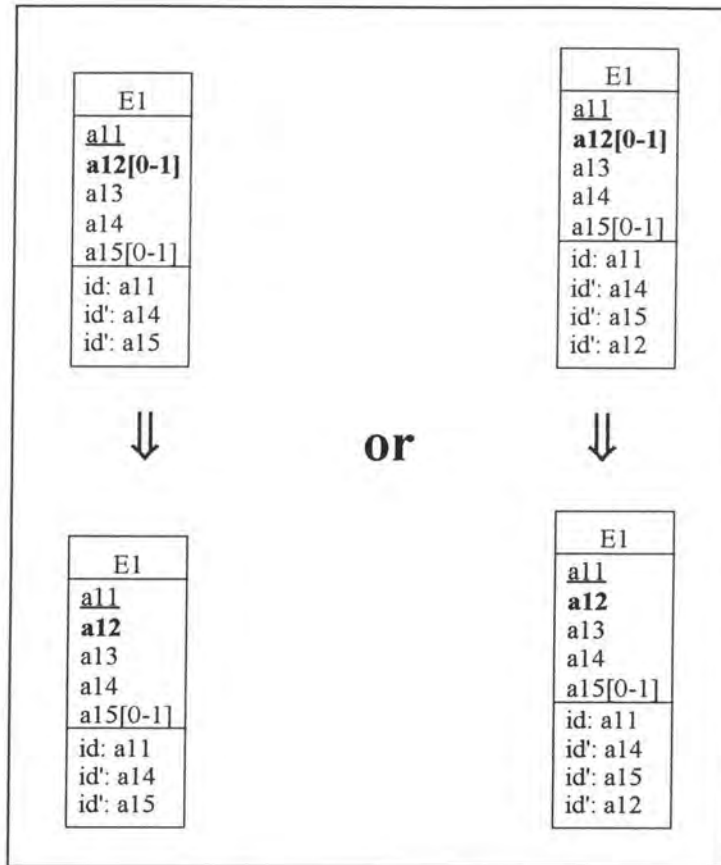 E1
a11
a12[0-1]
a13
a14
a15[0-1]
id: a11
id': a14
id': a15
E1
a11
a12[0-1]
a13
a14
a15[0-1]
id: a11
id': a14
id': a15
id': a12
⇓
or
⇓
E1
a11
a12
a13
a14
a15[0-1]
id: a11
id': a14
id': a15
E1
a11
a12
a13
a14
a15[0-1]
id: a11
id': a14
id': a15
id': a12